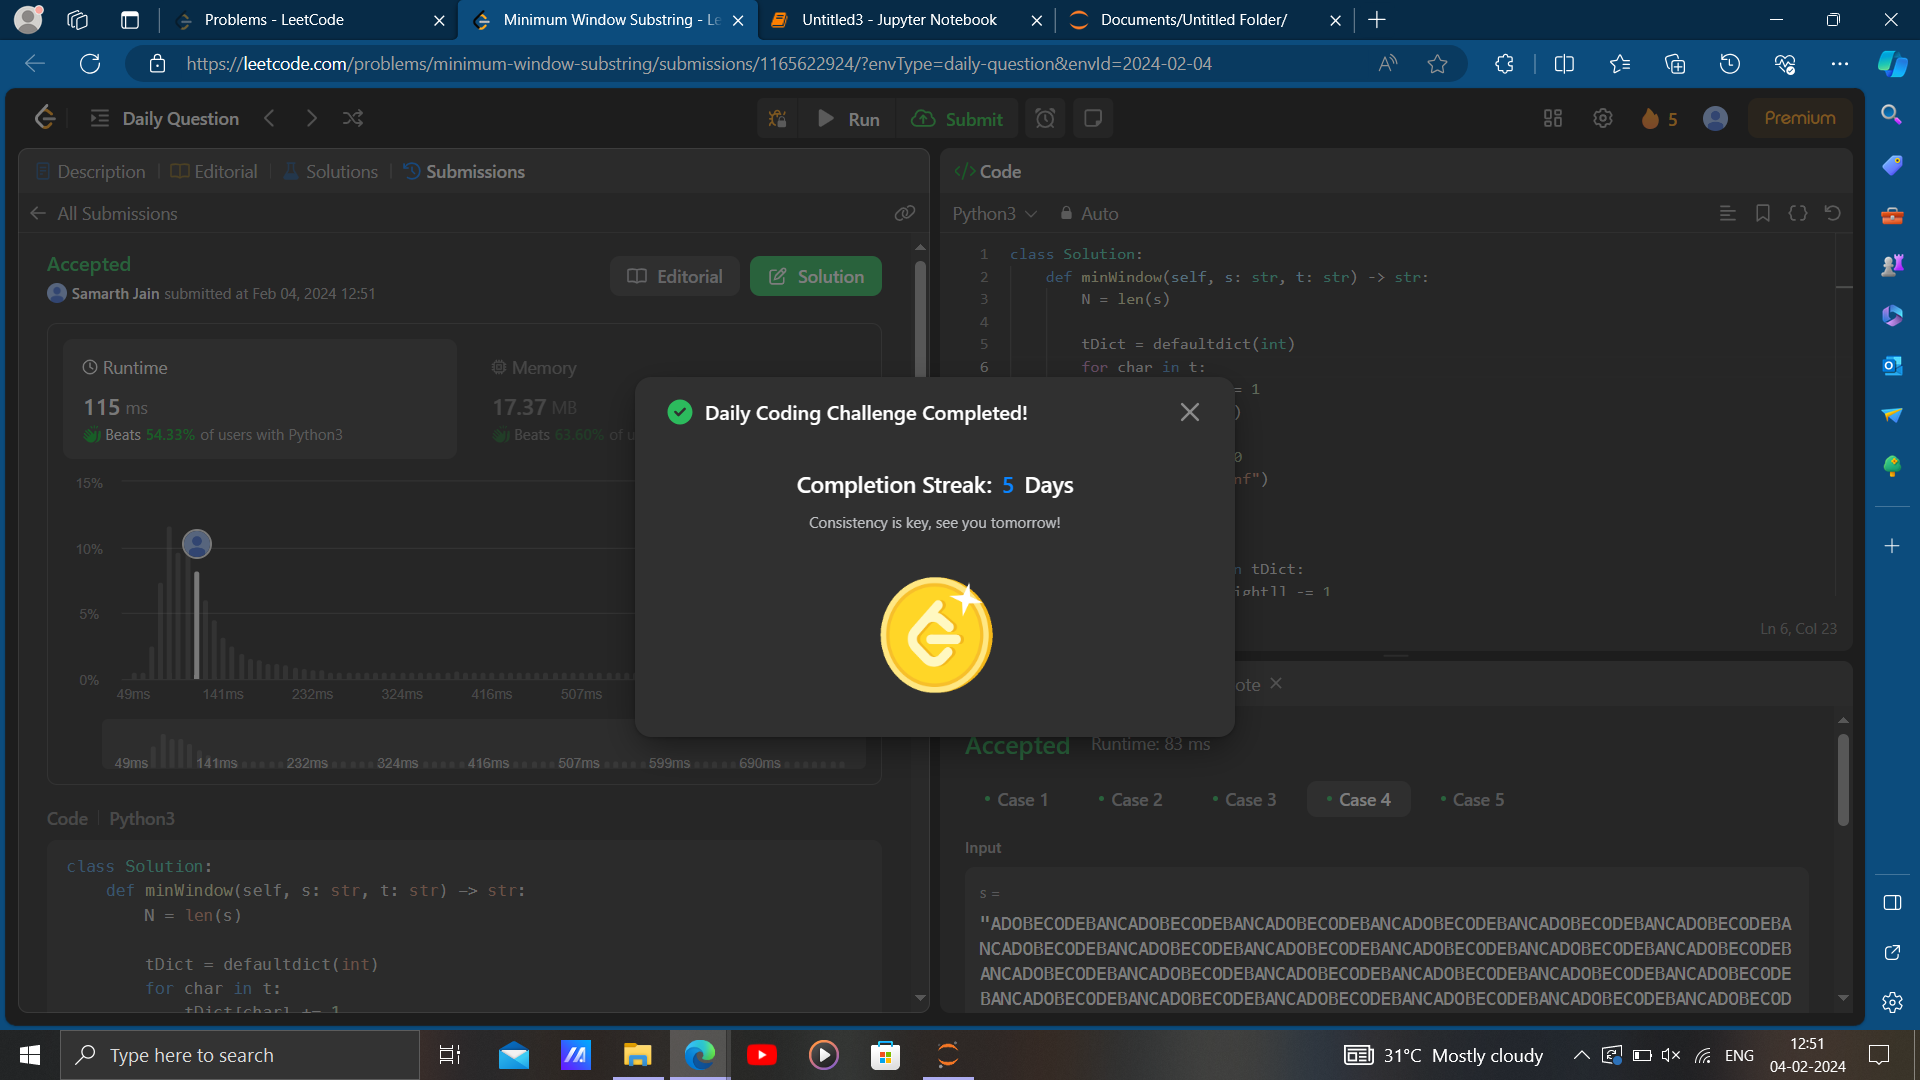 Problems - LeetCode
Minimum Window Substring - Le
Untitled3 - Jupyter Notebook
Documents/Untitled Folder/
https://leetcode.com/problems/minimum-window-substring/submissions/1165622924/?envType=daily-question&envId=2024-02-04
Daily Question
Run
Submit
5
Premium
Description
Editorial
Solutions
Submissions
</> Code
All Submissions
Python3
Auto
Accepted
Samarth Jain submitted at Feb 04, 2024 12:51
Editorial
Solution
Runtime
115 ms
Beats 54.33% of users with Python3
Memory
17.37 MB
Beats 63.60% of u
15%
10%
5%
0%
49ms 141ms 232ms 324ms 416ms 507ms
49ms 141ms 232ms 324ms 416ms 507ms 599ms 690ms
Code | Python3
class Solution:
def minWindow(self, s: str, t: str) -> str:
N = len(s)
tDict = defaultdict(int)
for char in t:
tDict[char] += 1
1 class Solution:
2 def minWindow(self, s: str, t: str) -> str:
3 N = len(s)
4
5 tDict = defaultdict(int)
6 for char in t:
= 1
)
0
nf")
n tDict:
ight]] -= 1
Ln 6, Col 23
Daily Coding Challenge Completed!
Completion Streak: 5 Days
Consistency is key, see you tomorrow!
ote
Accepted
Runtime: 83 ms
Case 1
Case 2
Case 3
Case 4
Case 5
Input
s =
"ADOBECODEBANCADOBECODEBANCADOBECODEBANCADOBECODEBANCADOBECODEBANCADOBECODEBA
NCADOBECODEBANCADOBECODEBANCADOBECODEBANCADOBECODEBANCADOBECODEBANCADOBECODEB
ANCADOBECODEBANCADOBECODEBANCADOBECODEBANCADOBECODEBANCADOBECODEBANCADOBECODE
BANCADOBECODEBANCADOBECODEBANCADOBECODEBANCADOBECODEBANCADOBECODEBANCADOBECOD
Type here to search
31°C Mostly cloudy
ENG
12:51
04-02-2024